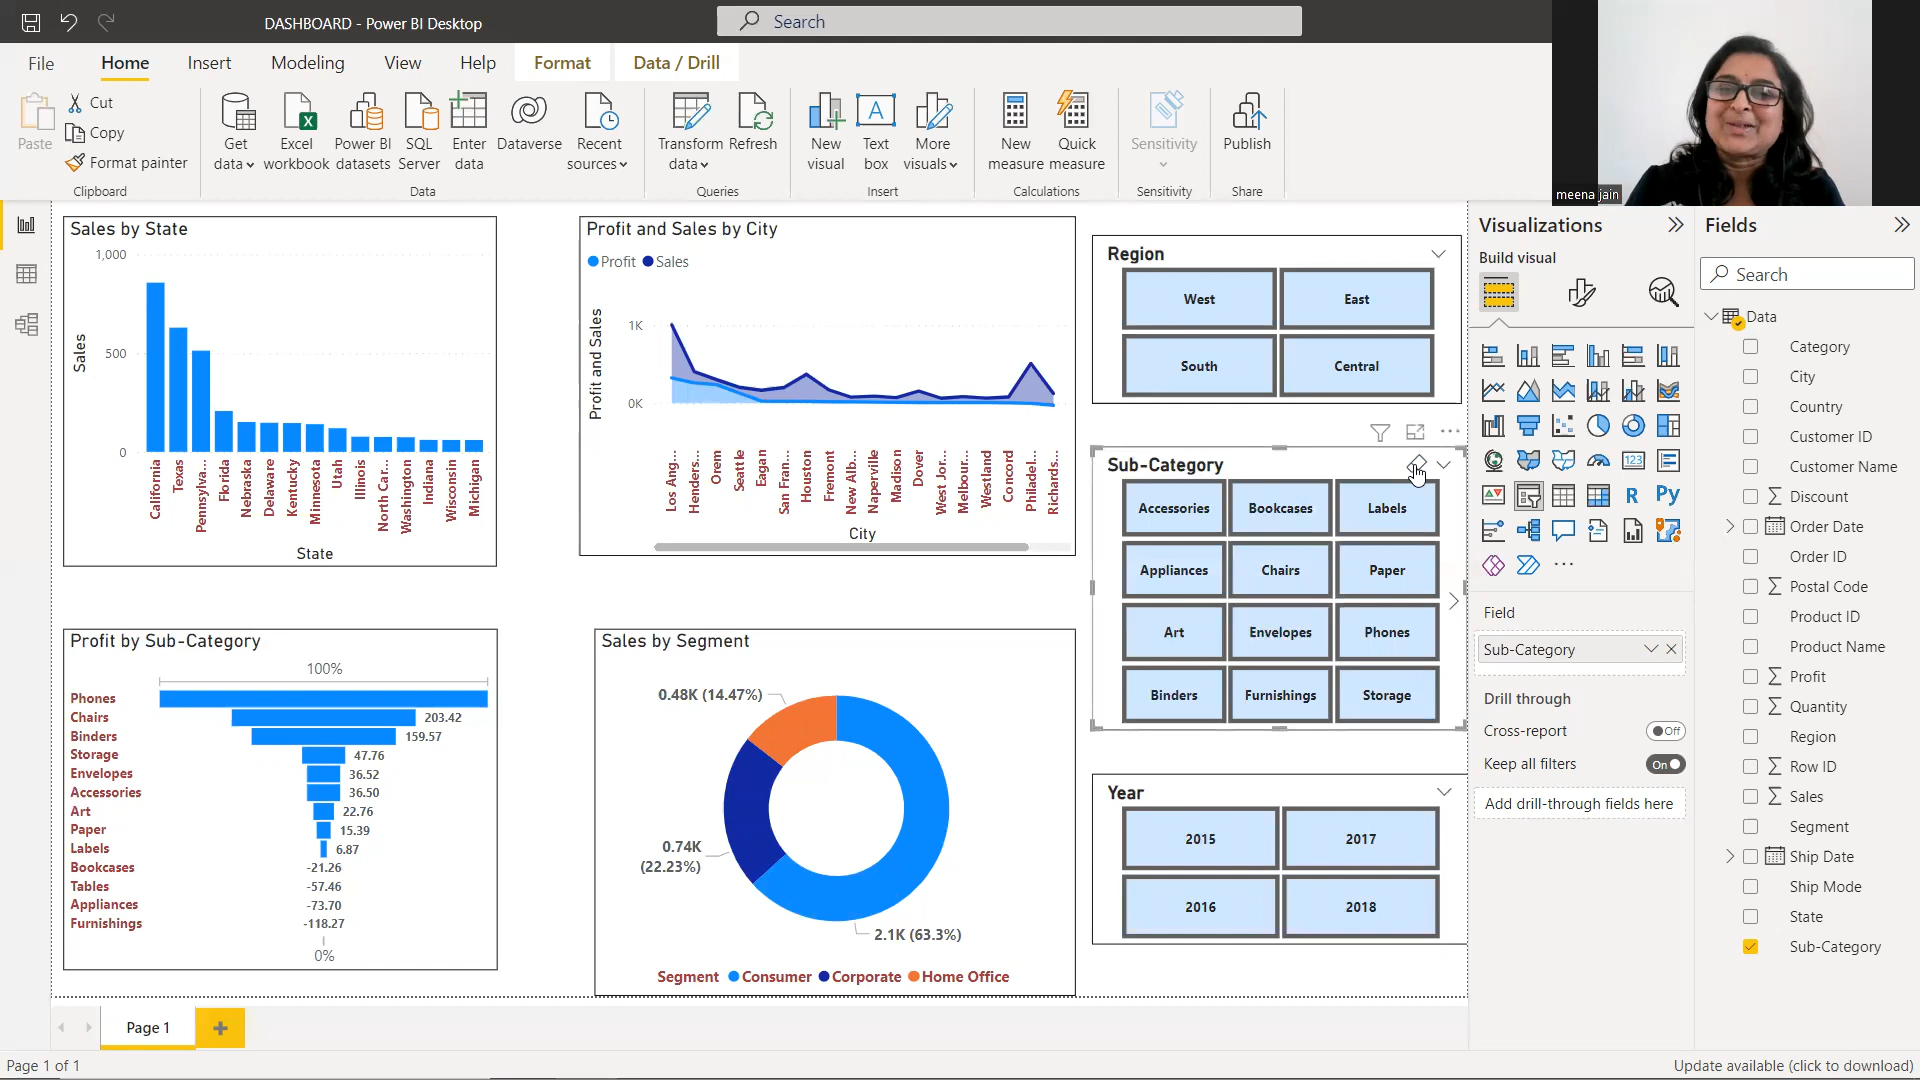 DASHBOARD - Power BI Desktop
Search
File
Home
Insert
Modeling
View
Help
Format
Data / Drill
Paste
Cut
Copy
Format painter
Clipboard
Get data
Excel workbook
Power BI datasets
SQL Server
Enter data
Dataverse
Recent sources
Data
Transform data
Refresh
Queries
New visual
Text box
More visuals
Insert
New measure
Quick measure
Calculations
Sensitivity
Sensitivity
Publish
Share
meena jain
Sales by State
Sales
1,000
500
0
California
Texas
Pennsylva...
Florida
Nebraska
Delaware
Kentucky
Minnesota
Utah
Illinois
North Car...
Washington
Indiana
Wisconsin
Michigan
State
Profit and Sales by City
Profit Sales
Profit and Sales
1K
0K
Los Ang...
Henders...
Orem
Seattle
Eagan
San Fran...
Houston
Fremont
New Alb...
Naperville
Madison
Dover
West Jor...
Melbour...
Westland
Concord
Philadel...
Richards...
City
Region
West
East
South
Central
Sub-Category
Accessories
Bookcases
Labels
Appliances
Chairs
Paper
Art
Envelopes
Phones
Binders
Furnishings
Storage
Year
2015
2017
2016
2018
Profit by Sub-Category
100%
Phones
Chairs 203.42
Binders 159.57
Storage 47.76
Envelopes 36.52
Accessories 36.50
Art 22.76
Paper 15.39
Labels 6.87
Bookcases -21.26
Tables -57.46
Appliances -73.70
Furnishings -118.27
0%
Sales by Segment
0.48K (14.47%)
0.74K
(22.23%)
2.1K (63.3%)
Segment Consumer Corporate Home Office
Visualizations
Build visual
123
R
Py
Field
Sub-Category
Drill through
Cross-report
Off
Keep all filters
On
Add drill-through fields here
Fields
Search
Data
Category
City
Country
Customer ID
Customer Name
Discount
Order Date
Order ID
Postal Code
Product ID
Product Name
Profit
Quantity
Region
Row ID
Sales
Segment
Ship Date
Ship Mode
State
Sub-Category
Page 1
Page 1 of 1
Update available (click to download)